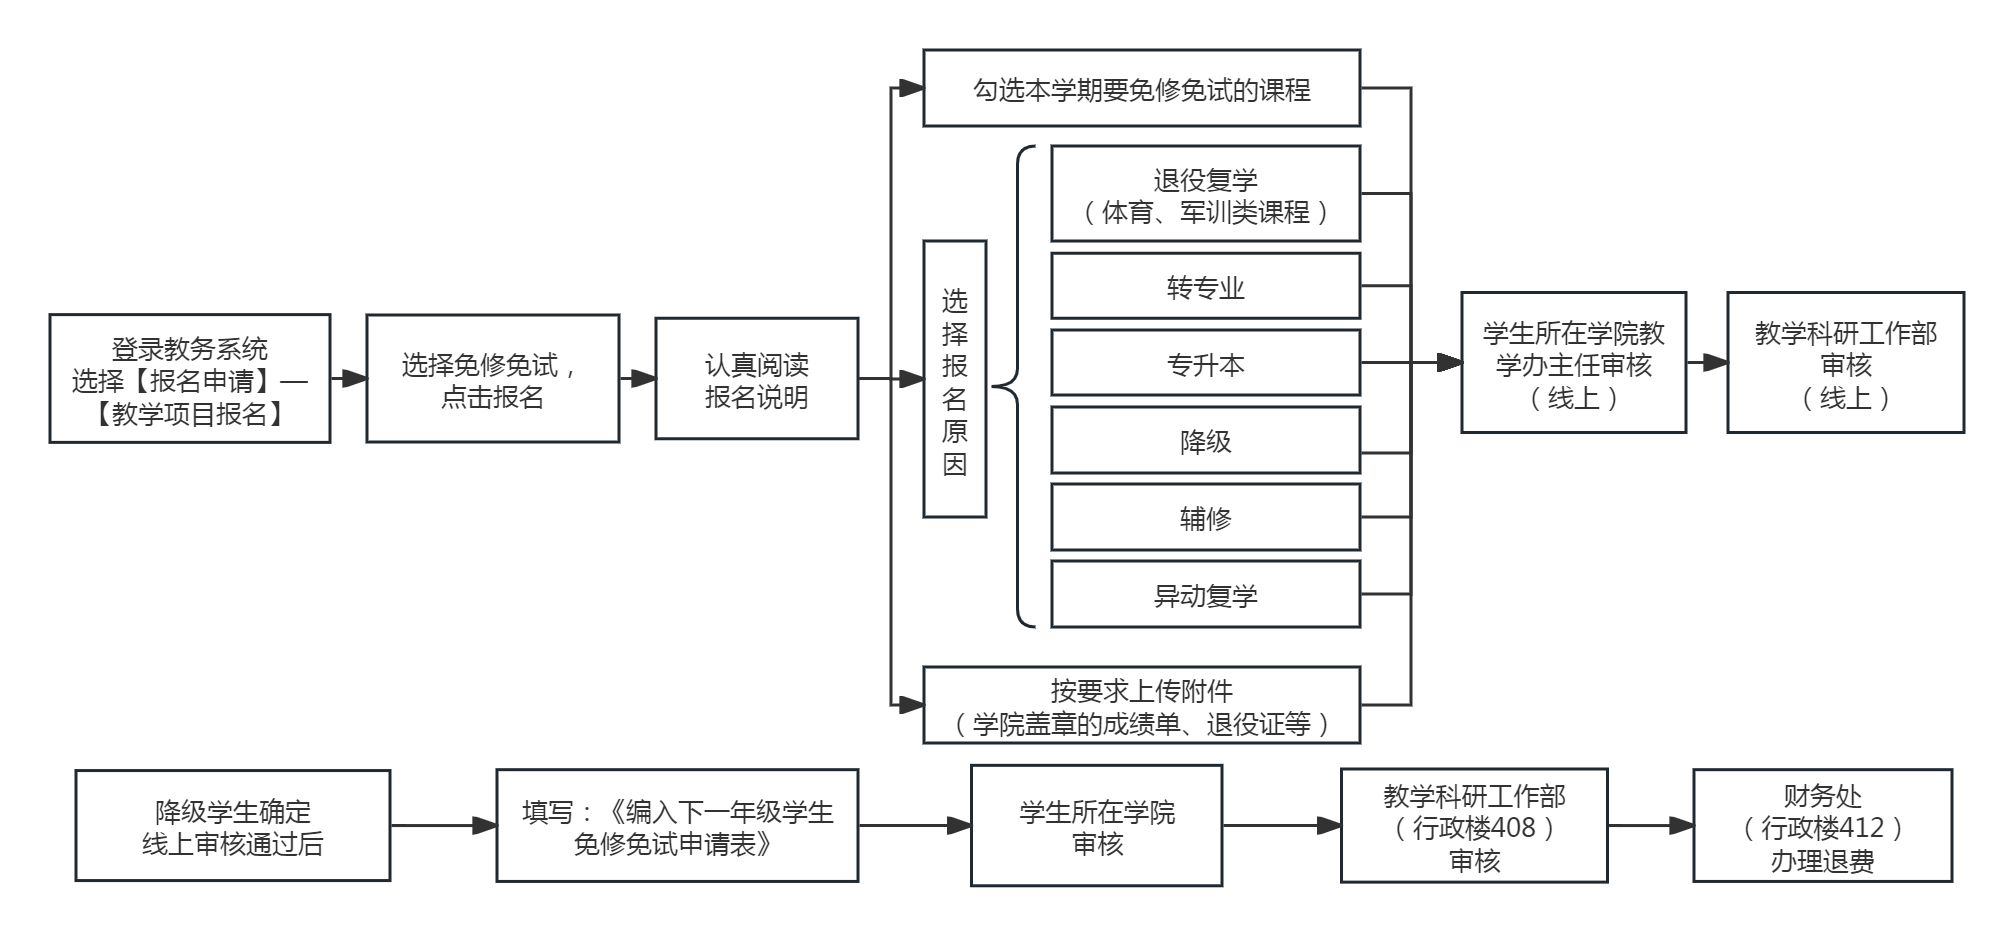 登录教务系统
选择【报名申请】—
【教学项目报名】
选择免修免试，
点击报名
认真阅读
报名说明
勾选本学期要免修免试的课程
选
择
报
名
原
因
退役复学
（体育、军训类课程）
转专业
专升本
降级
辅修
异动复学
按要求上传附件
（学院盖章的成绩单、退役证等）
学生所在学院教
学办主任审核
（线上）
教学科研工作部
审核
（线上）
降级学生确定
线上审核通过后
填写：《编入下一年级学生
免修免试申请表》
学生所在学院
审核
教学科研工作部
（行政楼408）
审核
财务处
（行政楼412）
办理退费